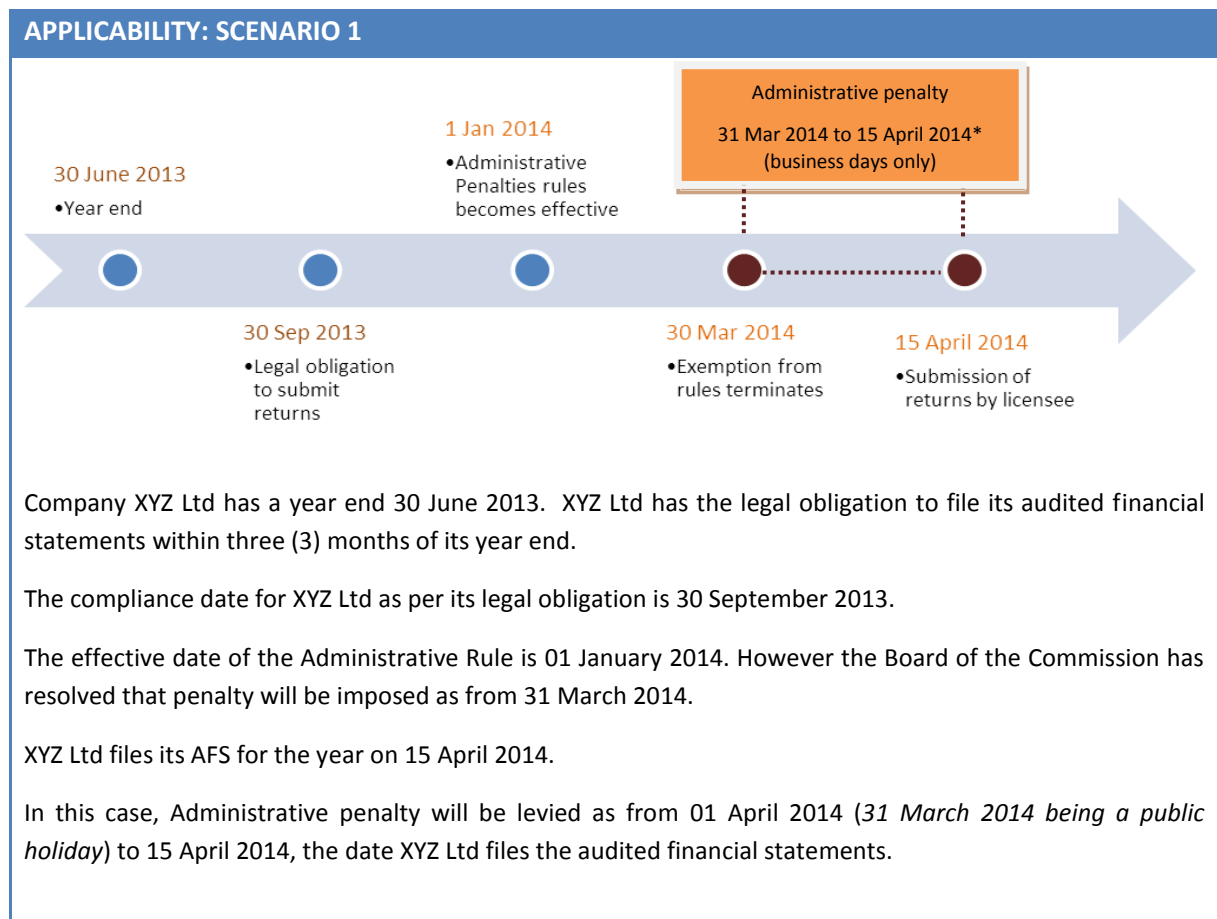 APPLICABILITY: SCENARIO 1
Administrative penalty
31 Mar 2014 to 15 April 2014*
(business days only)
1 Jan 2014
•Administrative
Penalties rules
becomes effective
30 June 2013
•Year end
30 Sep 2013
•Legal obligation
to submit
returns
30 Mar 2014
•Exemption from
rules terminates
15 April 2014
•Submission of
returns by licensee
Company XYZ Ltd has a year end 30 June 2013. XYZ Ltd has the legal obligation to file its audited financial
statements within three (3) months of its year end.
The compliance date for XYZ Ltd as per its legal obligation is 30 September 2013.
The effective date of the Administrative Rule is 01 January 2014. However the Board of the Commission has
resolved that penalty will be imposed as from 31 March 2014.
XYZ Ltd files its AFS for the year on 15 April 2014.
In this case, Administrative penalty will be levied as from 01 April 2014 (31 March 2014 being a public
holiday) to 15 April 2014, the date XYZ Ltd files the audited financial statements.